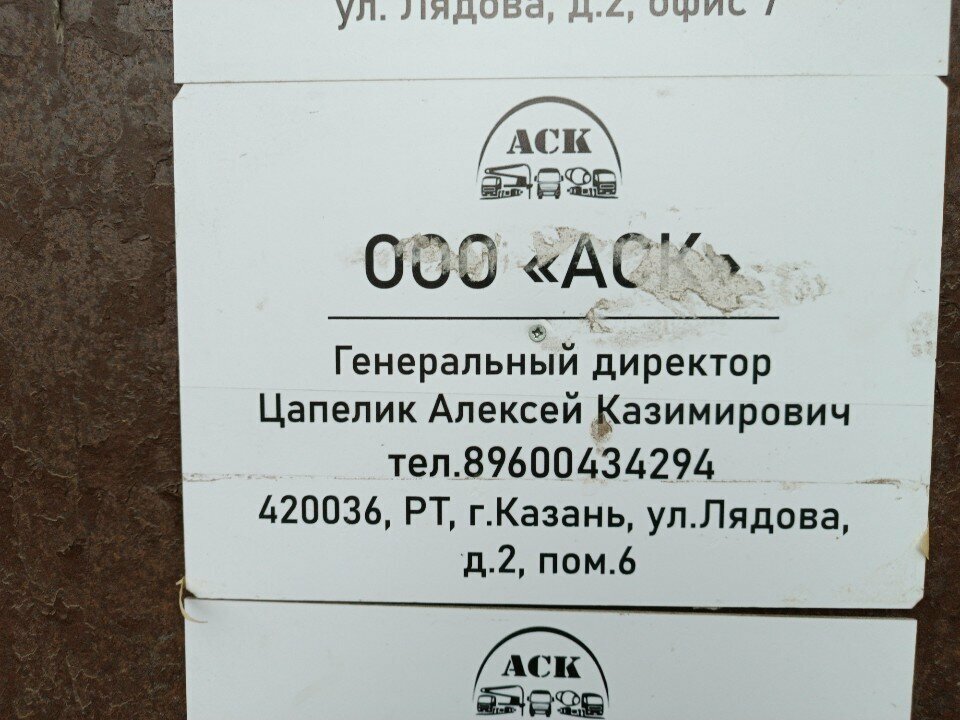 ул. Лядова, д.2, офис 7
АСК
ООО «АСК»
Генеральный директор
Цапелик Алексей Казимирович
тел.89600434294
420036, РТ, г.Казань, ул.Лядова,
д.2, пом.6
АСК